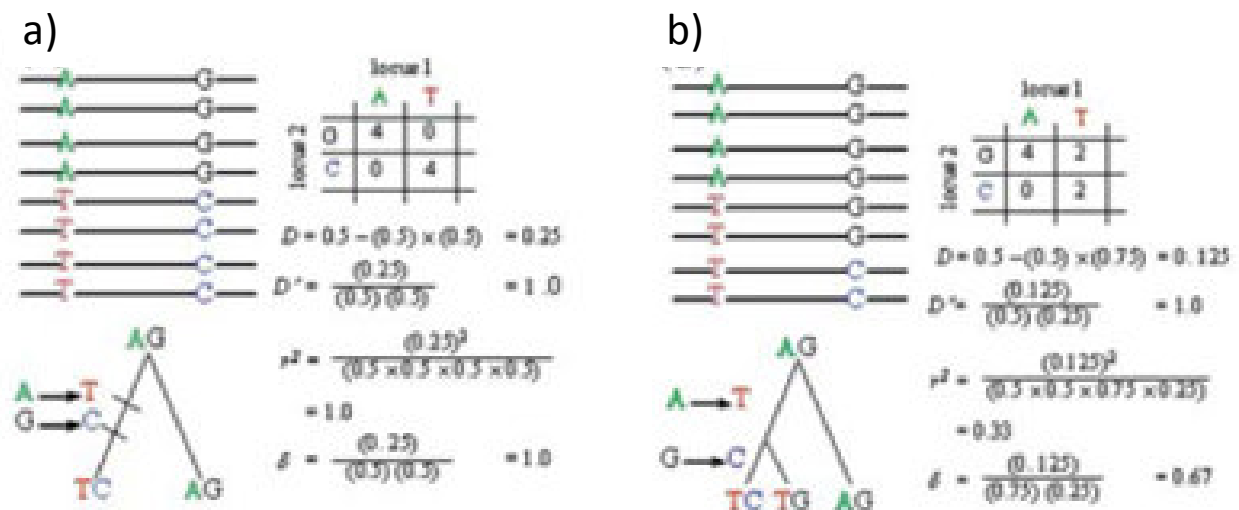 a)
A G
A G
A G
A G
T C
T C
T C
T C
locus 1
A T
locus 2
G 4 0
C 0 4
D = 0.5 – (0.5) × (0.5) = 0.25
D' = (0.25) / (0.5) (0.5) = 1.0
r² = (0.25)² / (0.5 × 0.5 × 0.5 × 0.5)
= 1.0
δ = (0.25) / (0.5) (0.5) = 1.0
AG
A → T
G → C
TC AG
b)
A G
A G
A G
A G
T G
T G
T C
T C
locus 1
A T
locus 2
G 4 2
C 0 2
D = 0.5 – (0.5) × (0.75) = 0.125
D' = (0.125) / (0.5) (0.25) = 1.0
r² = (0.125)² / (0.5 × 0.5 × 0.75 × 0.25)
= 0.33
δ = (0.125) / (0.75) (0.25) = 0.67
AG
A → T
G → C
TC TG AG